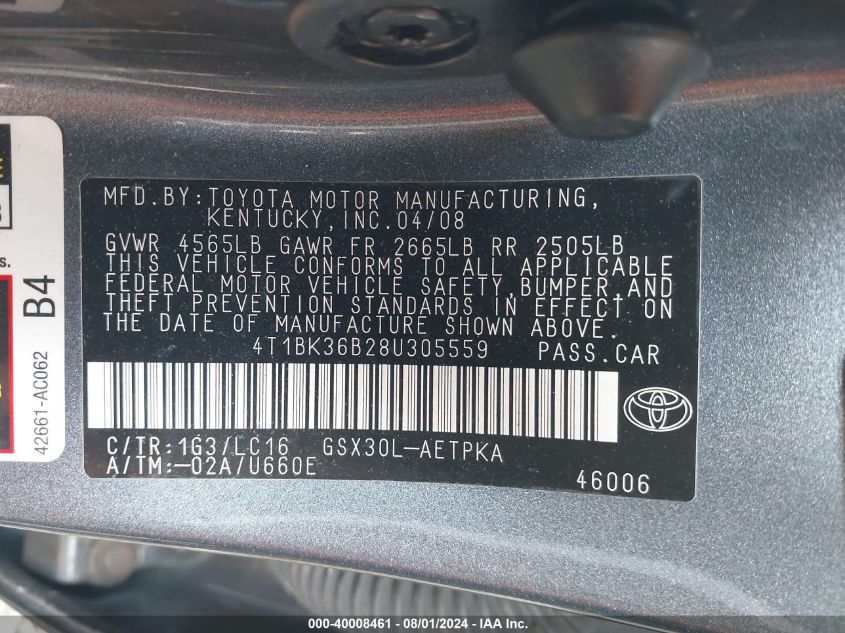 MFD.BY:TOYOTA MOTOR MANUFACTURING,
KENTUCKY,INC.04/08
GVWR 4565LB GAWR FR 2665LB RR 2505LB
THIS VEHICLE CONFORMS TO ALL APPLICABLE
FEDERAL MOTOR VEHICLE SAFETY,BUMPER,AND
THEFT PREVENTION STANDARDS IN EFFECT ON
THE DATE OF MANUFACTURE SHOWN ABOVE.
4T1BK36B28U305559 PASS.CAR
C/TR:1G3/LC16 GSX30L-AETPKA
A/TM:-02A/U660E
46006
s.
B4
42661-AC062
000-40008461 - 08/01/2024 - IAA Inc.